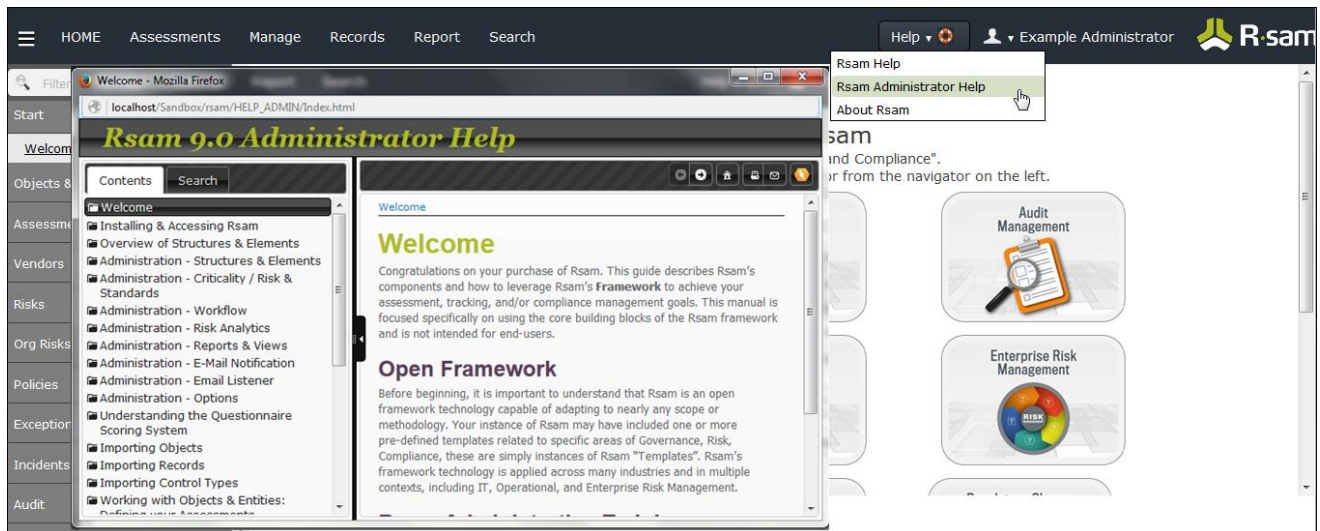 HOME Assessments Manage Records Report Search Help Example Administrator R·sam
Rsam Help
Rsam Administrator Help
About Rsam
Filter
Start
Welcom
Objects &
Assessme
Vendors
Risks
Org Risks
Policies
Exception
Incidents
Audit
Welcome - Mozilla Firefox
localhost/Sandbox/rsam/HELP_ADMIN/Index.html
Rsam 9.0 Administrator Help
Contents Search
Welcome
Installing & Accessing Rsam
Overview of Structures & Elements
Administration - Structures & Elements
Administration - Criticality / Risk &
Standards
Administration - Workflow
Administration - Risk Analytics
Administration - Reports & Views
Administration - E-Mail Notification
Administration - Email Listener
Administration - Options
Understanding the Questionnaire
Scoring System
Importing Objects
Importing Records
Importing Control Types
Working with Objects & Entities:
Defining your Assessments
Welcome
Welcome
Congratulations on your purchase of Rsam. This guide describes Rsam's
components and how to leverage Rsam's Framework to achieve your
assessment, tracking, and/or compliance management goals. This manual is
focused specifically on using the core building blocks of the Rsam framework
and is not intended for end-users.
Open Framework
Before beginning, it is important to understand that Rsam is an open
framework technology capable of adapting to nearly any scope or
methodology. Your instance of Rsam may have included one or more
pre-defined templates related to specific areas of Governance, Risk,
Compliance, these are simply instances of Rsam "Templates". Rsam's
framework technology is applied across many industries and in multiple
contexts, including IT, Operational, and Enterprise Risk Management.
sam
and Compliance".
or from the navigator on the left.
Audit
Management
Enterprise Risk
Management
RISK